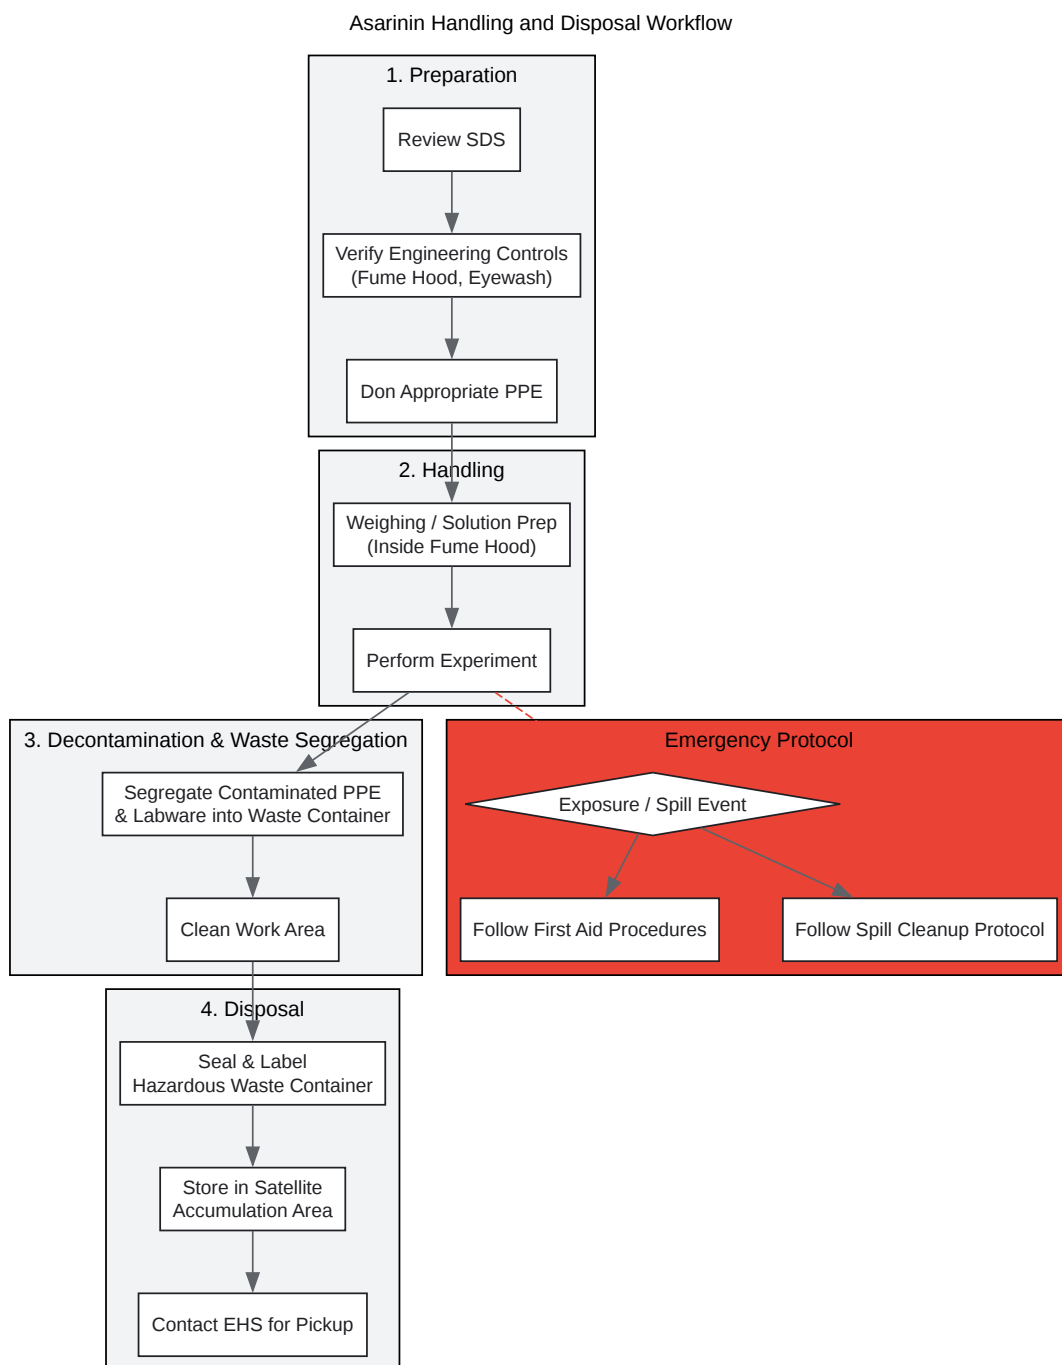 Asarinin Handling and Disposal Workflow
1. Preparation
Review SDS
Verify Engineering Controls
(Fume Hood, Eyewash)
Don Appropriate PPE
2. Handling
Weighing / Solution Prep
(Inside Fume Hood)
Perform Experiment
3. Decontamination & Waste Segregation
Segregate Contaminated PPE
& Labware into Waste Container
Clean Work Area
Emergency Protocol
Exposure / Spill Event
Follow First Aid Procedures
Follow Spill Cleanup Protocol
4. Disposal
Seal & Label
Hazardous Waste Container
Store in Satellite
Accumulation Area
Contact EHS for Pickup